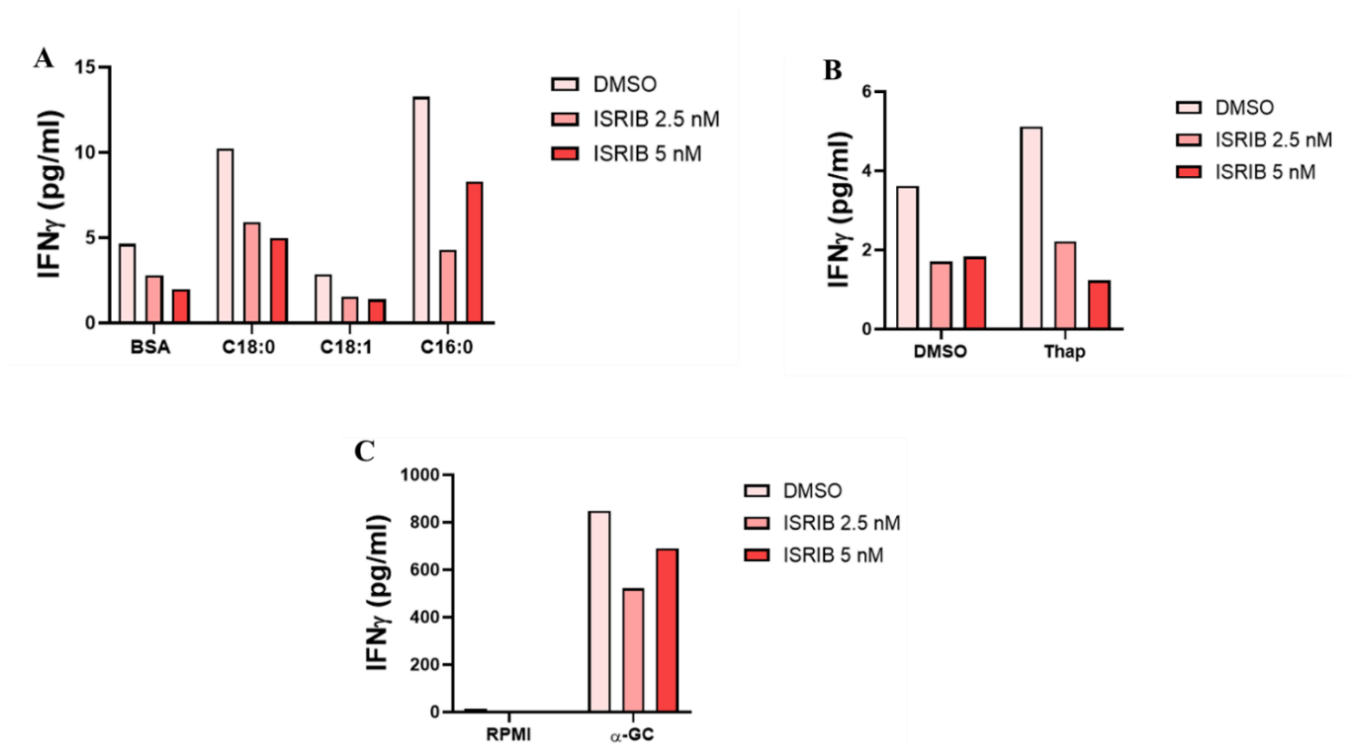 A
15
10
5
0
IFNγ (pg/ml)
BSA C18:0 C18:1 C16:0
DMSO
ISRIB 2.5 nM
ISRIB 5 nM
B
6
4
2
0
IFNγ (pg/ml)
DMSO Thap
DMSO
ISRIB 2.5 nM
ISRIB 5 nM
C
1000
800
600
400
200
0
IFNγ (pg/ml)
RPMI α-GC
DMSO
ISRIB 2.5 nM
ISRIB 5 nM